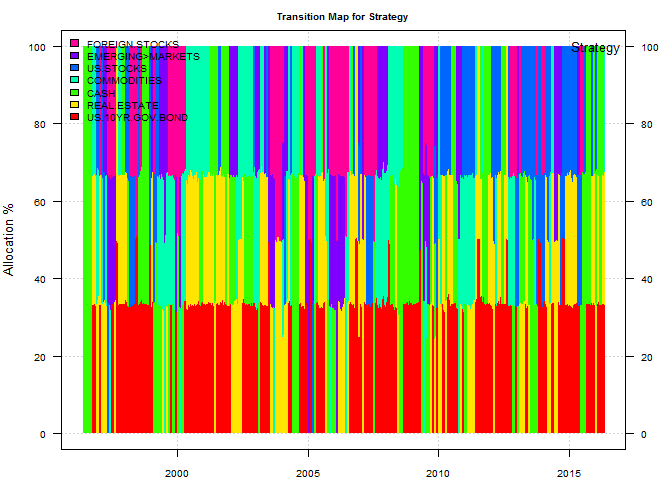 Transition Map for Strategy
Strategy
FOREIGN.STOCKS
EMERGING>MARKETS
US.STOCKS
COMMODITIES
CASH
REAL.ESTATE
US.10YR.GOV.BOND
Allocation %
100
80
60
40
20
0
100
80
60
40
20
0
2000 2005 2010 2015